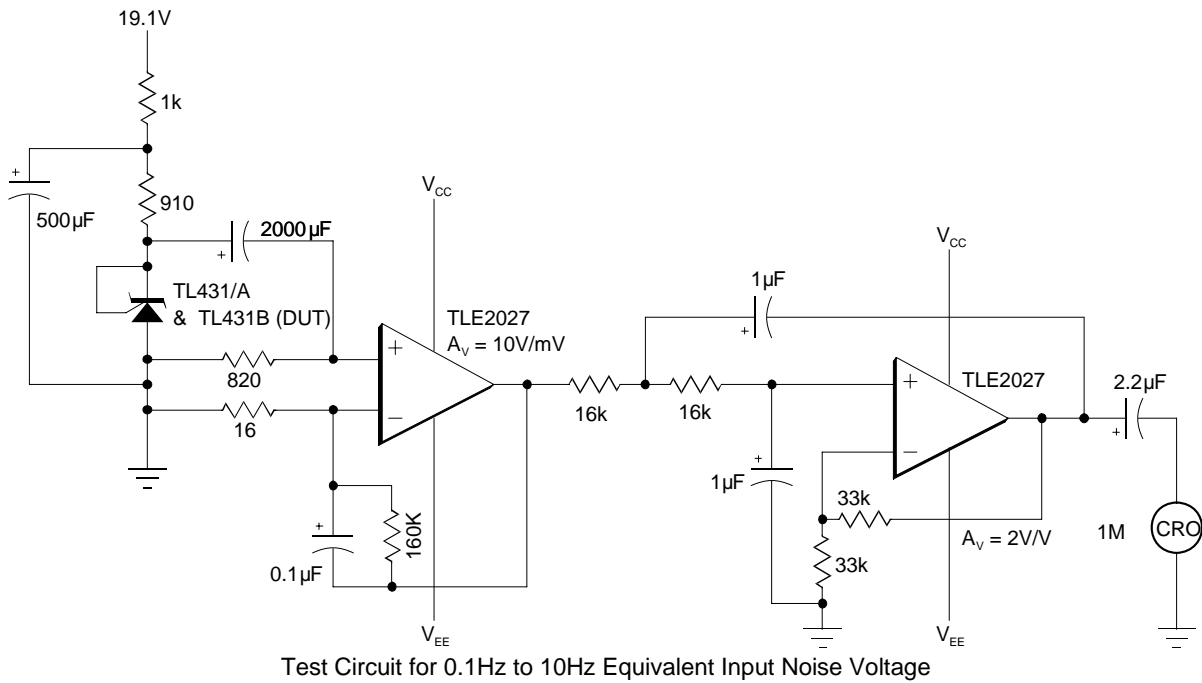 19.1V
1k
910
500µF
2000µF
TL431/A
& TL431B (DUT)
820
16
V_CC
TLE2027
A_V = 10V/mV
+
−
0.1µF
160K
V_EE
16k
16k
1µF
1µF
V_CC
TLE2027
+
−
33k
33k
A_V = 2V/V
V_EE
2.2µF
1M
CRO
+
+
+
+
+
+
Test Circuit for 0.1Hz to 10Hz Equivalent Input Noise Voltage